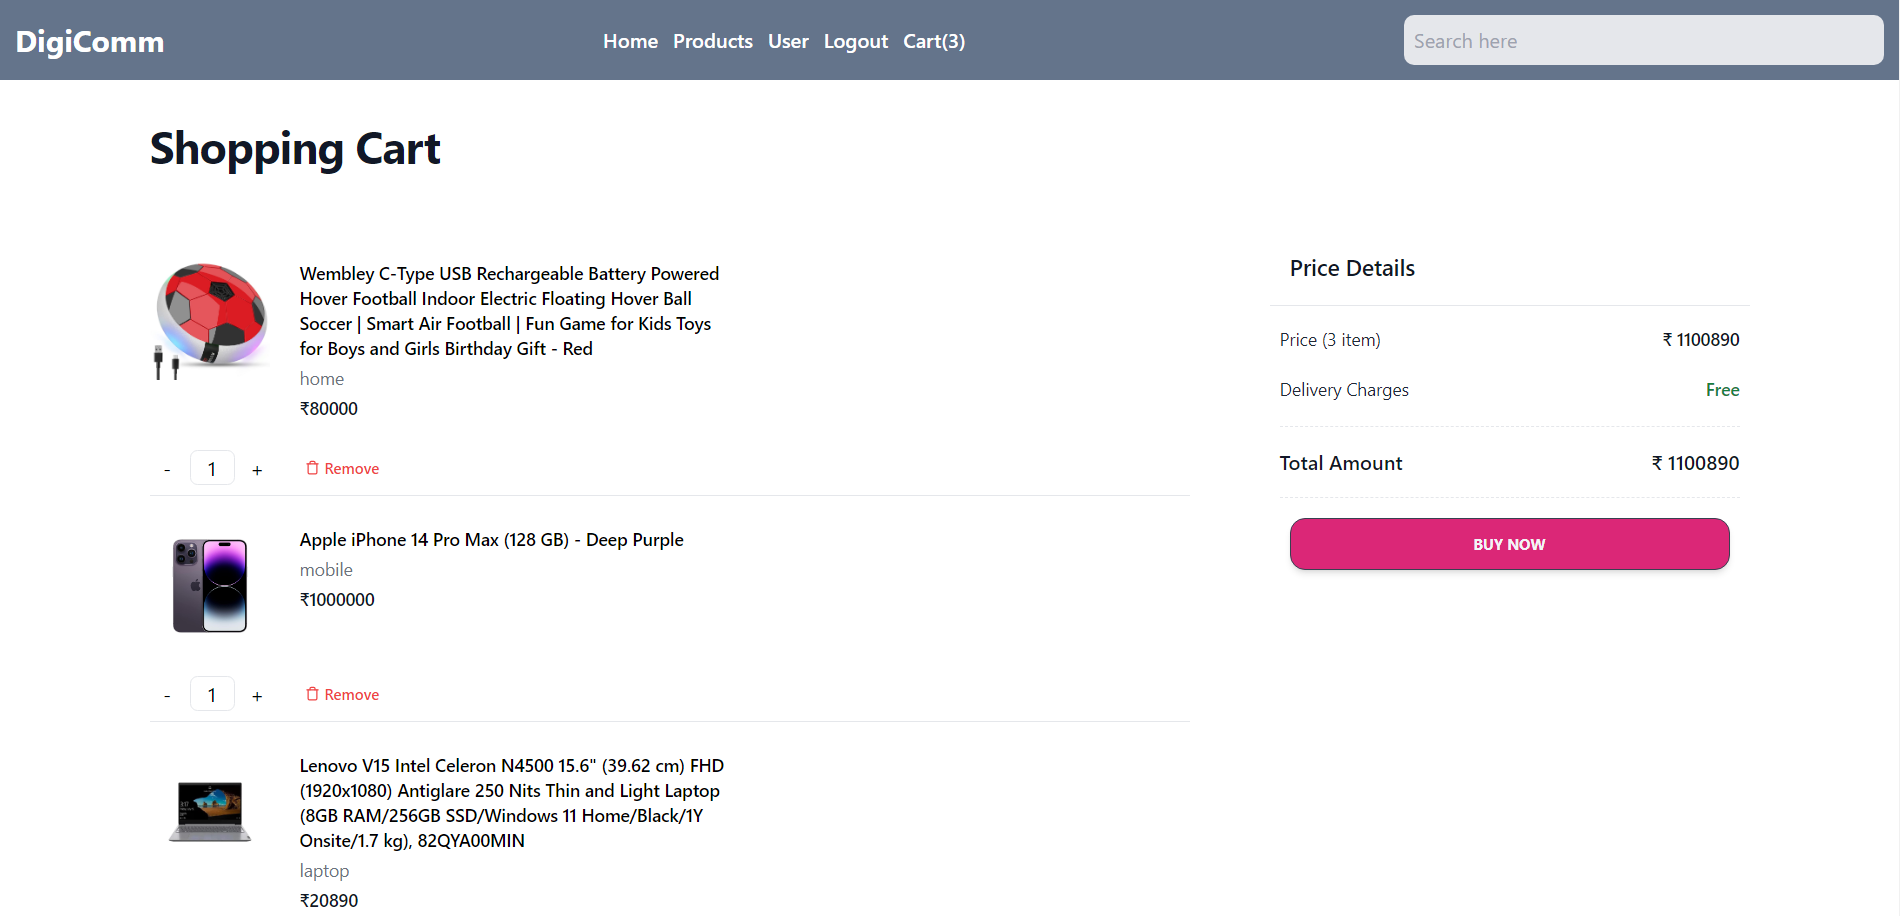 DigiComm
Home Products User Logout Cart(3)
Search here
Shopping Cart
Wembley C-Type USB Rechargeable Battery Powered
Hover Football Indoor Electric Floating Hover Ball
Soccer | Smart Air Football | Fun Game for Kids Toys
for Boys and Girls Birthday Gift - Red
home
₹80000
- 1 + Remove
Apple iPhone 14 Pro Max (128 GB) - Deep Purple
mobile
₹1000000
- 1 + Remove
Lenovo V15 Intel Celeron N4500 15.6" (39.62 cm) FHD
(1920x1080) Antiglare 250 Nits Thin and Light Laptop
(8GB RAM/256GB SSD/Windows 11 Home/Black/1Y
Onsite/1.7 kg), 82QYA00MIN
laptop
₹20890
Price Details
Price (3 item) ₹ 1100890
Delivery Charges Free
Total Amount ₹ 1100890
BUY NOW